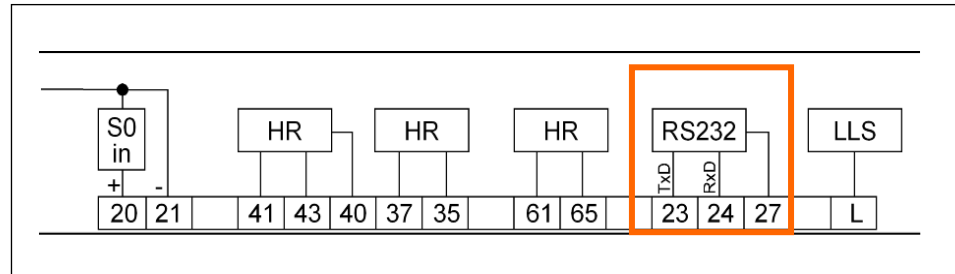 S0 in
HR
HR
HR
RS232
LLS
TxD
RxD
+ -
20 21 41 43 40 37 35 61 65 23 24 27 L